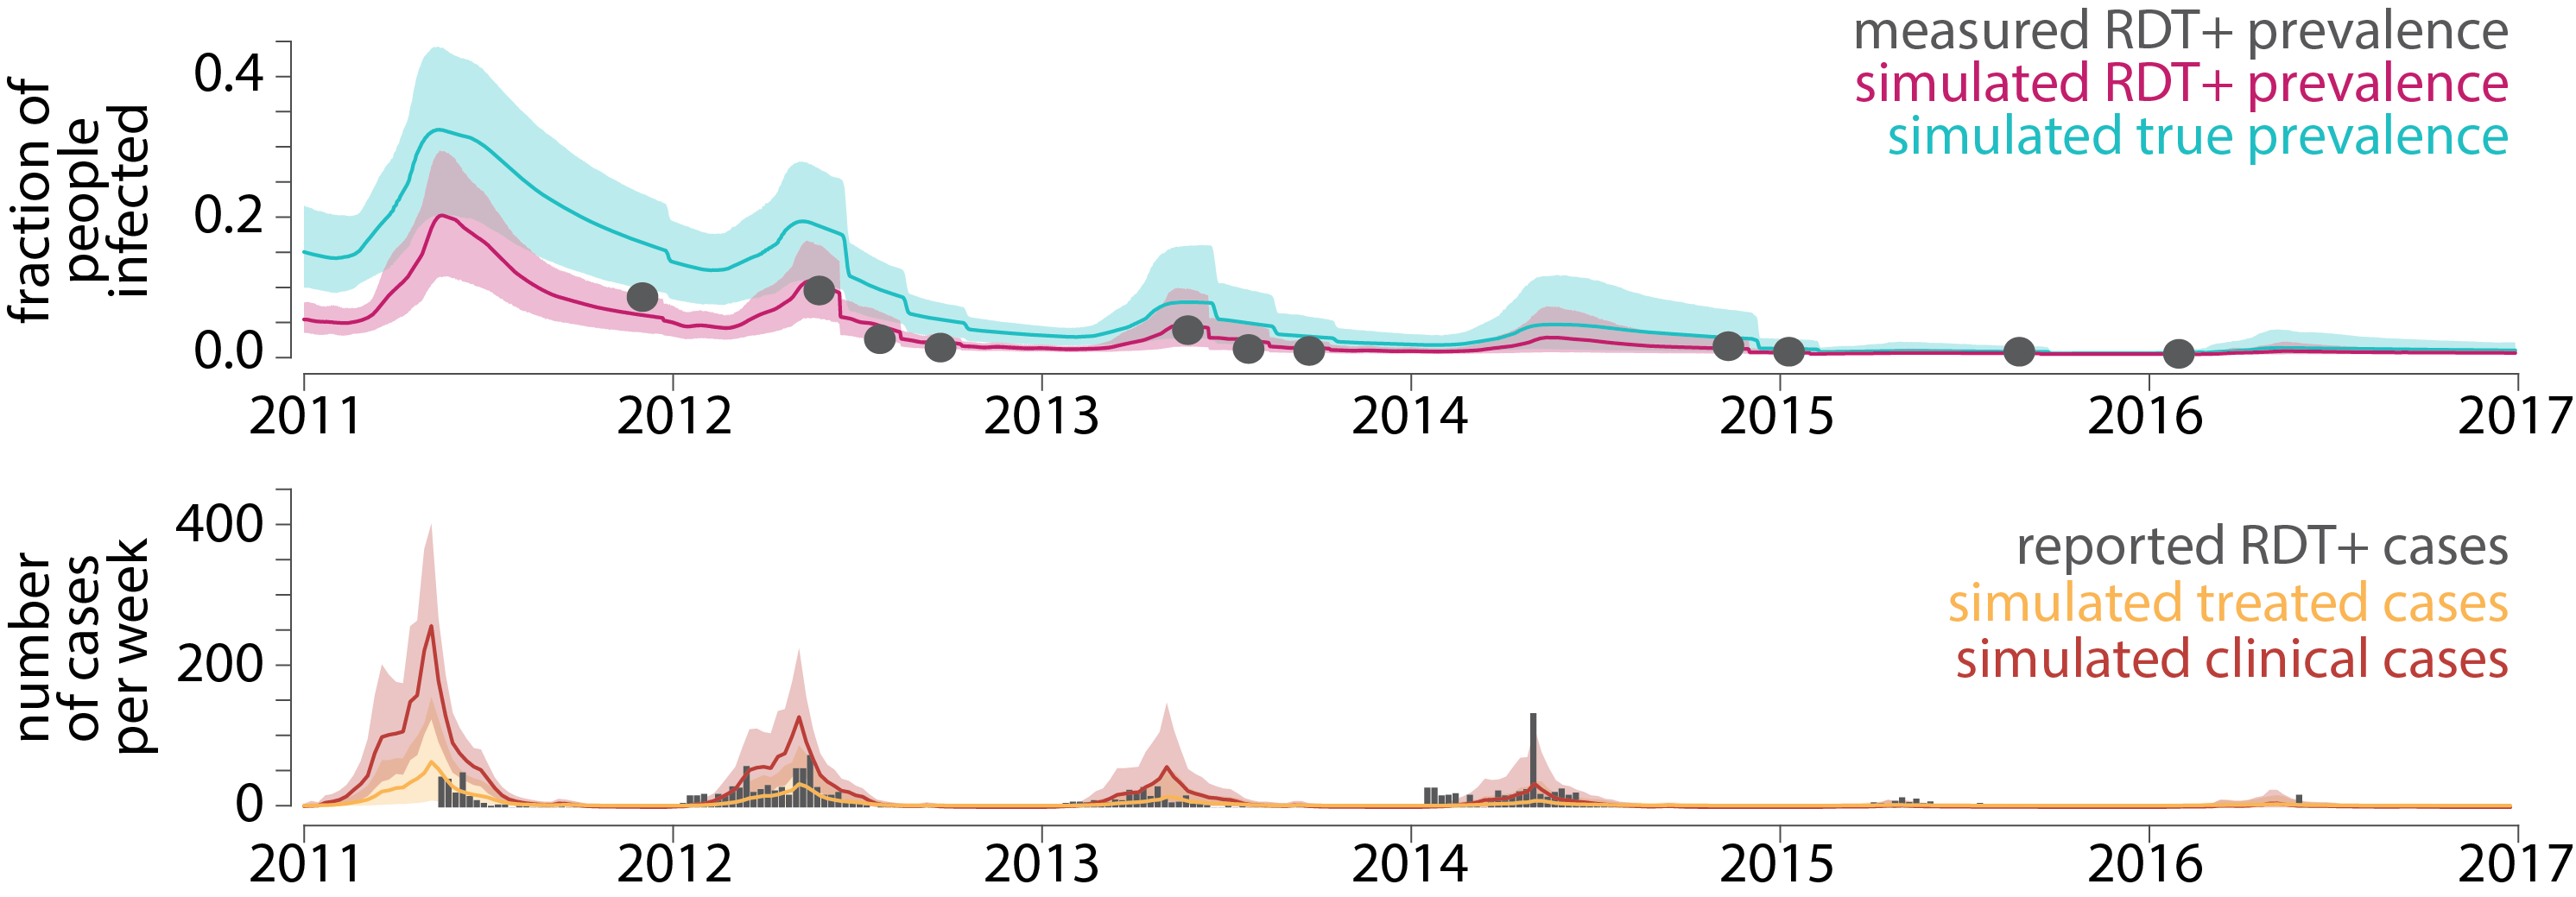 measured RDT+ prevalence
simulated RDT+ prevalence
simulated true prevalence
fraction of
people
infected
0.4
0.2
0.0
2011
2012
2013
2014
2015
2016
2017
reported RDT+ cases
simulated treated cases
simulated clinical cases
number
of cases
per week
400
200
0
2011
2012
2013
2014
2015
2016
2017